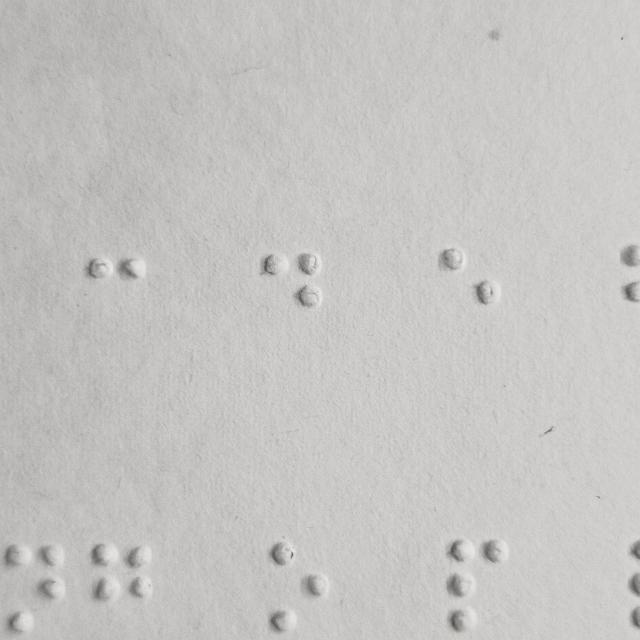 ⠉ ⠙ ⠑
⠝⠛ ⠕ ⠏